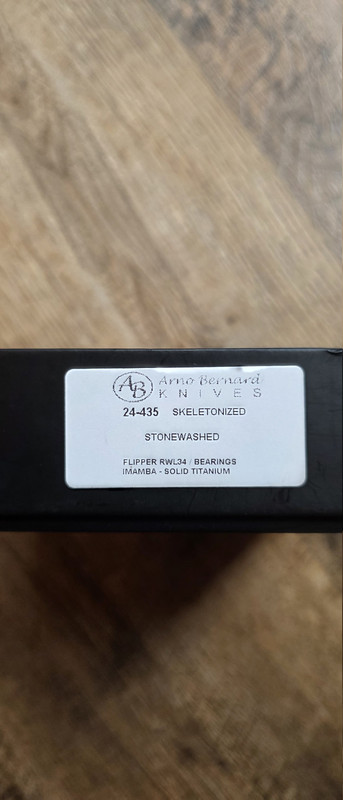 AB Arno Bernard
KNIVES
24-435 SKELETONIZED
STONEWASHED
FLIPPER RWL34 / BEARINGS
IMAMBA - SOLID TITANIUM